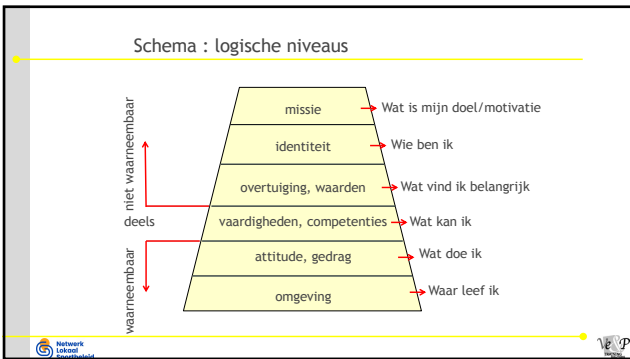 Schema : logische niveaus
missie
Wat is mijn doel/motivatie
identiteit
Wie ben ik
overtuiging, waarden
Wat vind ik belangrijk
vaardigheden, competenties
Wat kan ik
attitude, gedrag
Wat doe ik
omgeving
Waar leef ik
niet waarneembaar
deels
waarneembaar
Netwerk
Lokaal
Sportbeleid